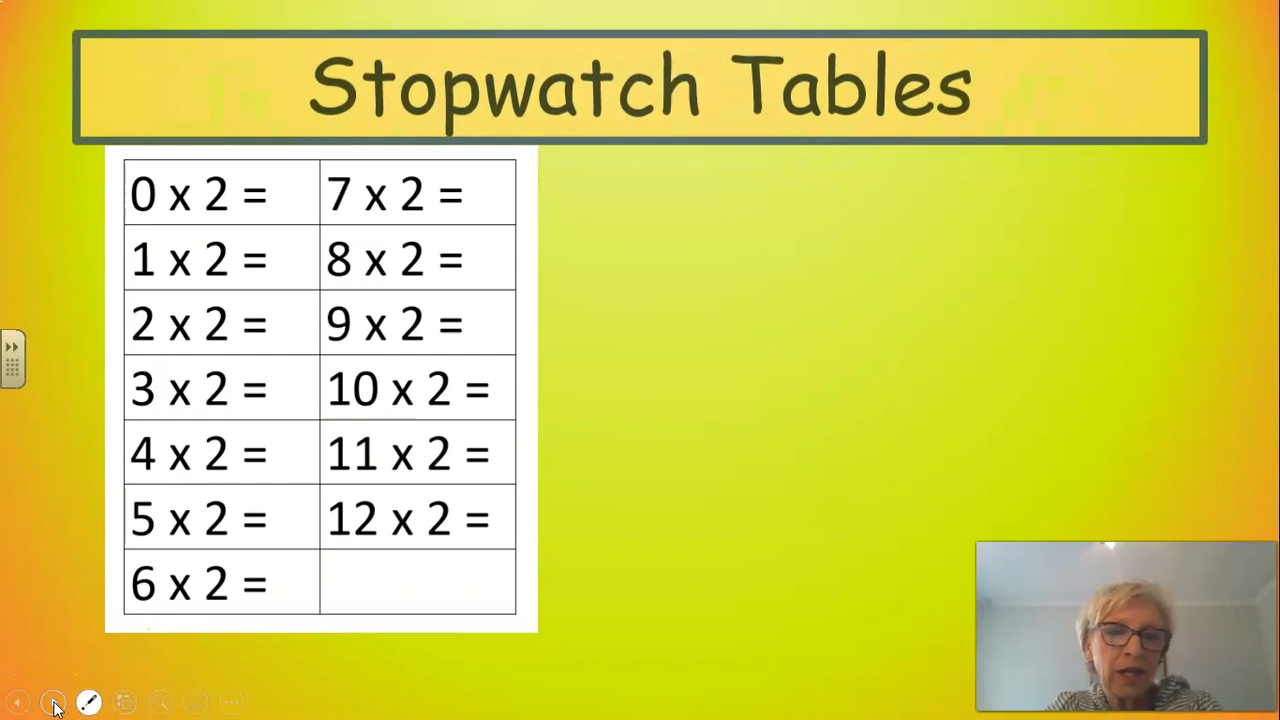 Stopwatch Tables
0 x 2 =
1 x 2 =
2 x 2 =
3 x 2 =
4 x 2 =
5 x 2 =
6 x 2 =
7 x 2 =
8 x 2 =
9 x 2 =
10 x 2 =
11 x 2 =
12 x 2 =